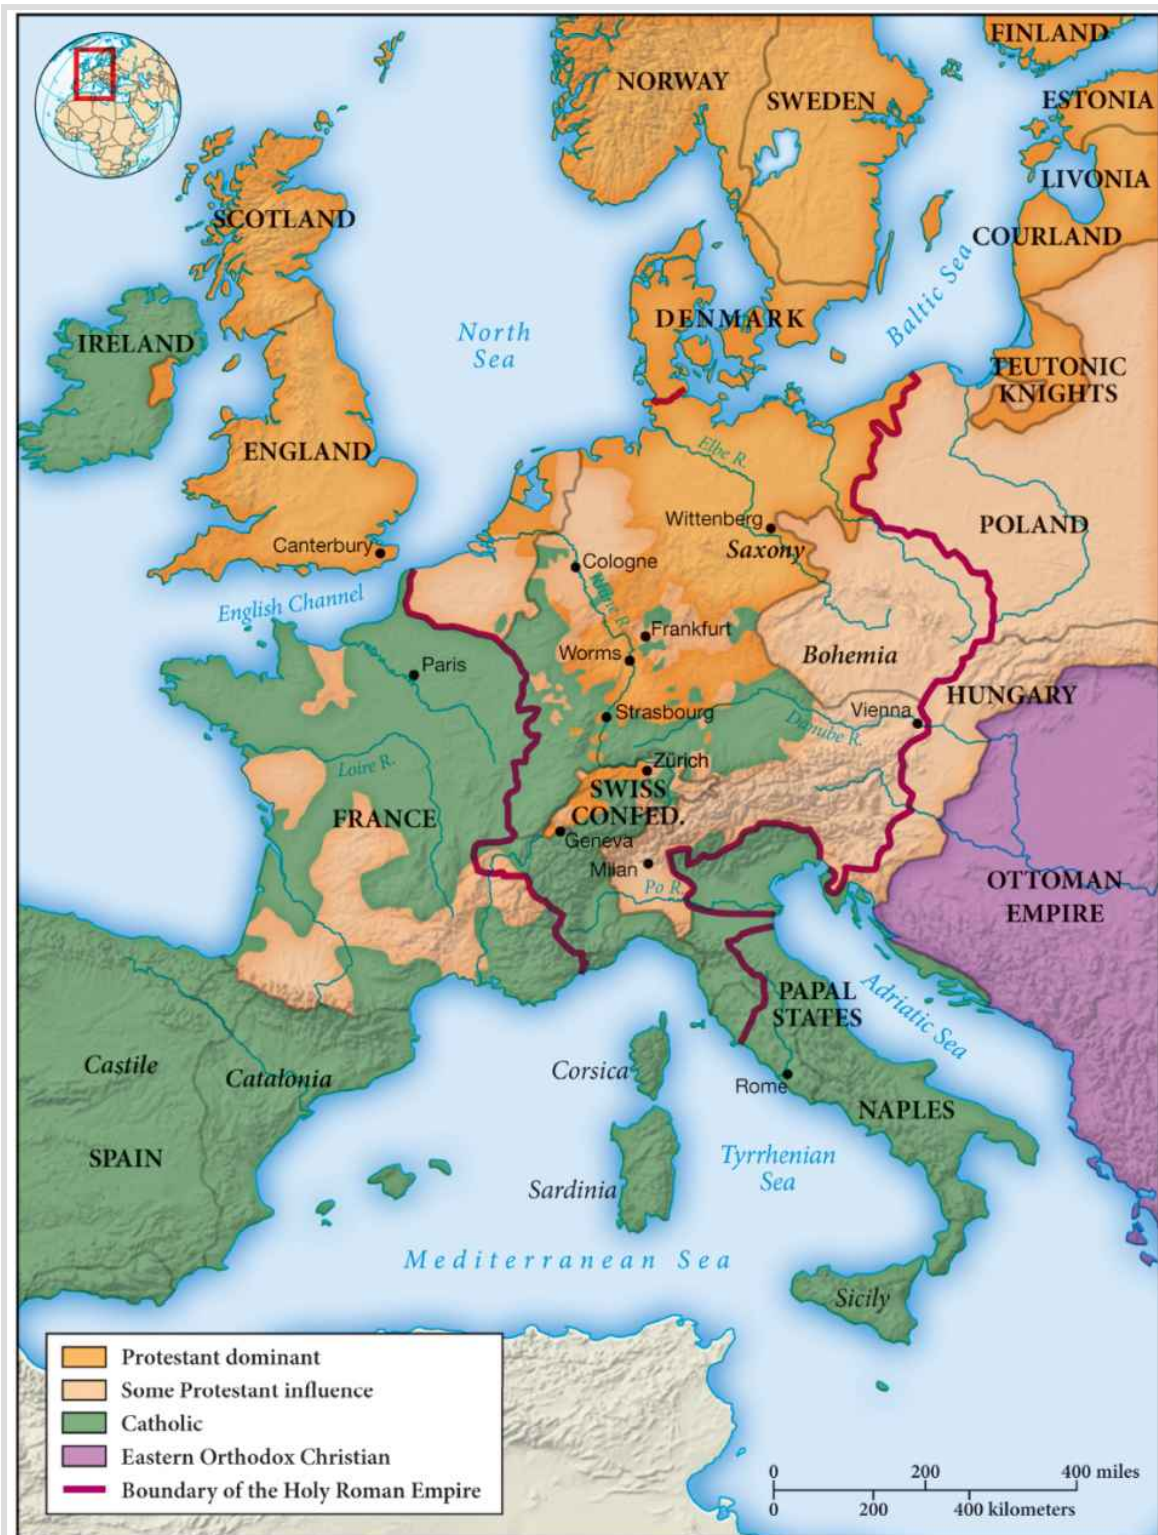 FINLAND
NORWAY
SWEDEN
ESTONIA
LIVONIA
SCOTLAND
COURLAND
Baltic Sea
DENMARK
North
Sea
IRELAND
TEUTONIC
KNIGHTS
ENGLAND
Elbe R.
Wittenberg
Saxony
POLAND
Canterbury
Cologne
Rhine R.
English Channel
Frankfurt
Worms
Bohemia
Paris
HUNGARY
Strasbourg
Vienna
Danube R.
Loire R.
Zürich
SWISS
CONFED.
FRANCE
Geneva
Milan
Po R.
OTTOMAN
EMPIRE
PAPAL
STATES
Adriatic Sea
Castile
Catalonia
Corsica
Rome
NAPLES
SPAIN
Tyrrhenian
Sea
Sardinia
Mediterranean Sea
Sicily
Protestant dominant
Some Protestant influence
Catholic
Eastern Orthodox Christian
Boundary of the Holy Roman Empire
0 200 400 miles
0 200 400 kilometers